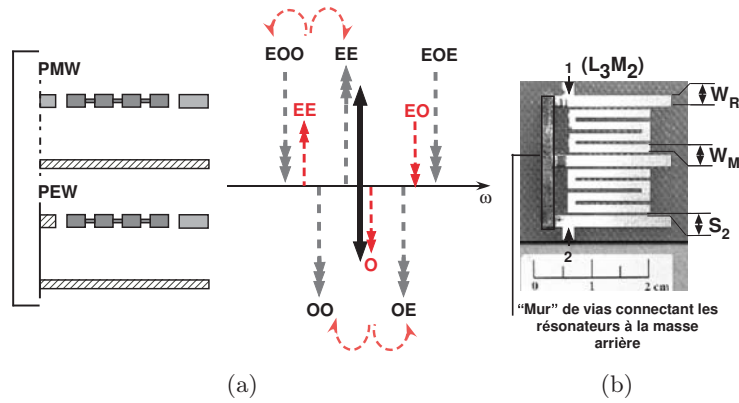 PMW
PEW
EOO
EE
EOE
EE
EO
ω
O
OO
OE
(a)
1 (L3M2)
(b)
WR
WM
S2
2
0 1 2 cm
“Mur” de vias connectant les
résonateurs à la masse
arrière